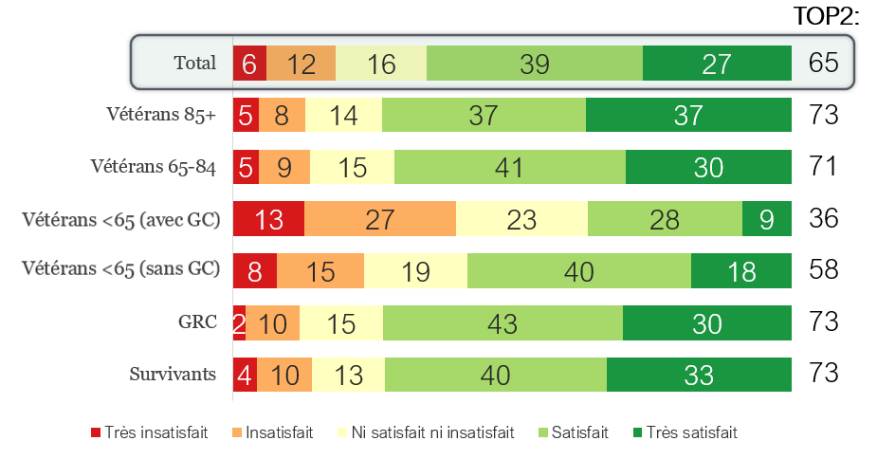 TOP2:
Total 6 12 16 39 27 65
Vétérans 85+ 5 8 14 37 37 73
Vétérans 65-84 5 9 15 41 30 71
Vétérans <65 (avec GC) 13 27 23 28 9 36
Vétérans <65 (sans GC) 8 15 19 40 18 58
GRC 2 10 15 43 30 73
Survivants 4 10 13 40 33 73
Très insatisfait Insatisfait Ni satisfait ni insatisfait Satisfait Très satisfait